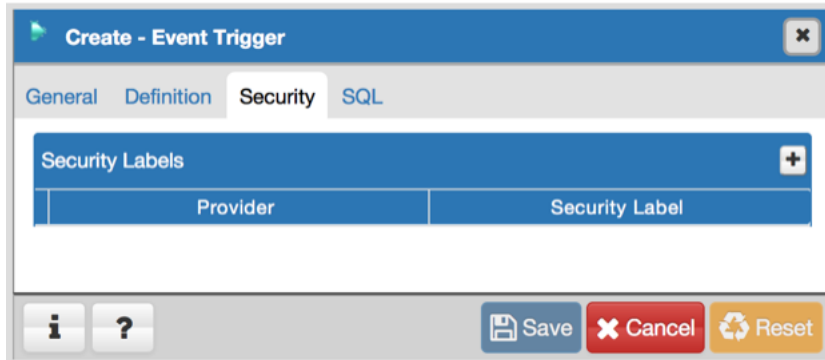 Create - Event Trigger
General Definition Security SQL
Security Labels
Provider Security Label
i ? Save Cancel Reset